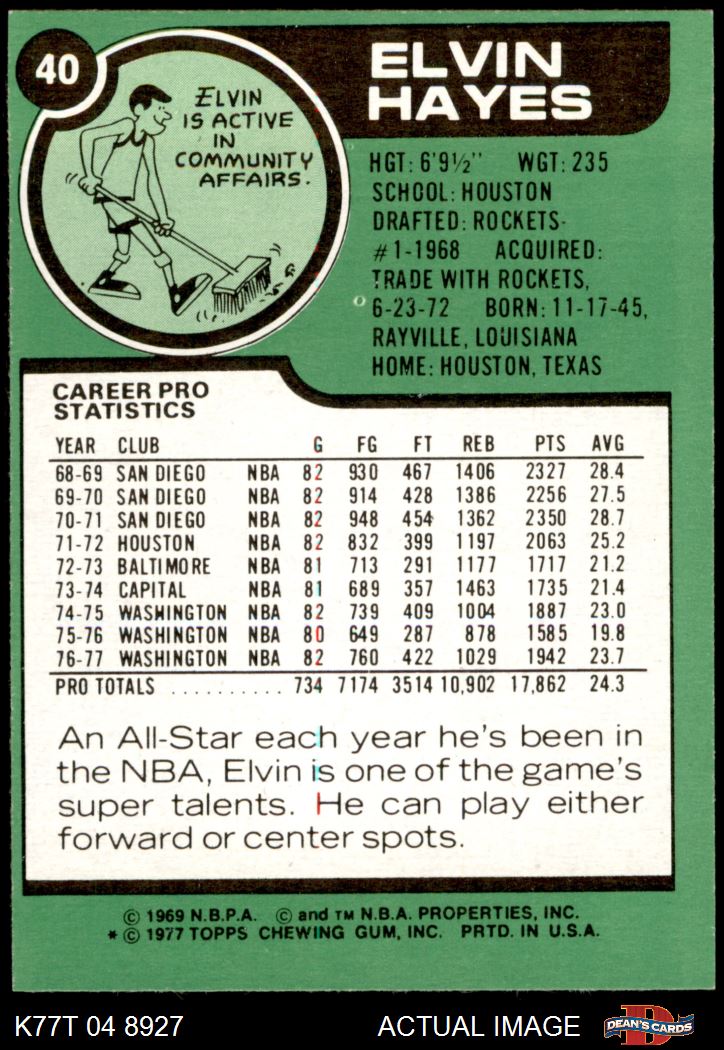 40
ELVIN
IS ACTIVE
IN
COMMUNITY
AFFAIRS.
ELVIN
HAYES
HGT: 6'9½" WGT: 235
SCHOOL: HOUSTON
DRAFTED: ROCKETS-
#1-1968 ACQUIRED:
TRADE WITH ROCKETS,
6-23-72 BORN: 11-17-45,
RAYVILLE, LOUISIANA
HOME: HOUSTON, TEXAS
CAREER PRO
STATISTICS
YEAR CLUB G FG FT REB PTS AVG
68-69 SAN DIEGO NBA 82 930 467 1406 2327 28.4
69-70 SAN DIEGO NBA 82 914 428 1386 2256 27.5
70-71 SAN DIEGO NBA 82 948 454 1362 2350 28.7
71-72 HOUSTON NBA 82 832 399 1197 2063 25.2
72-73 BALTIMORE NBA 81 713 291 1177 1717 21.2
73-74 CAPITAL NBA 81 689 357 1463 1735 21.4
74-75 WASHINGTON NBA 82 739 409 1004 1887 23.0
75-76 WASHINGTON NBA 80 649 287 878 1585 19.8
76-77 WASHINGTON NBA 82 760 422 1029 1942 23.7
PRO TOTALS .......... 734 7174 3514 10,902 17,862 24.3
An All-Star each year he's been in
the NBA, Elvin is one of the game's
super talents. He can play either
forward or center spots.
© 1969 N.B.P.A. © and TM N.B.A. PROPERTIES, INC.
* © 1977 TOPPS CHEWING GUM, INC. PRTD. IN U.S.A.
K77T 04 8927 ACTUAL IMAGE
D
DEAN'S CARDS